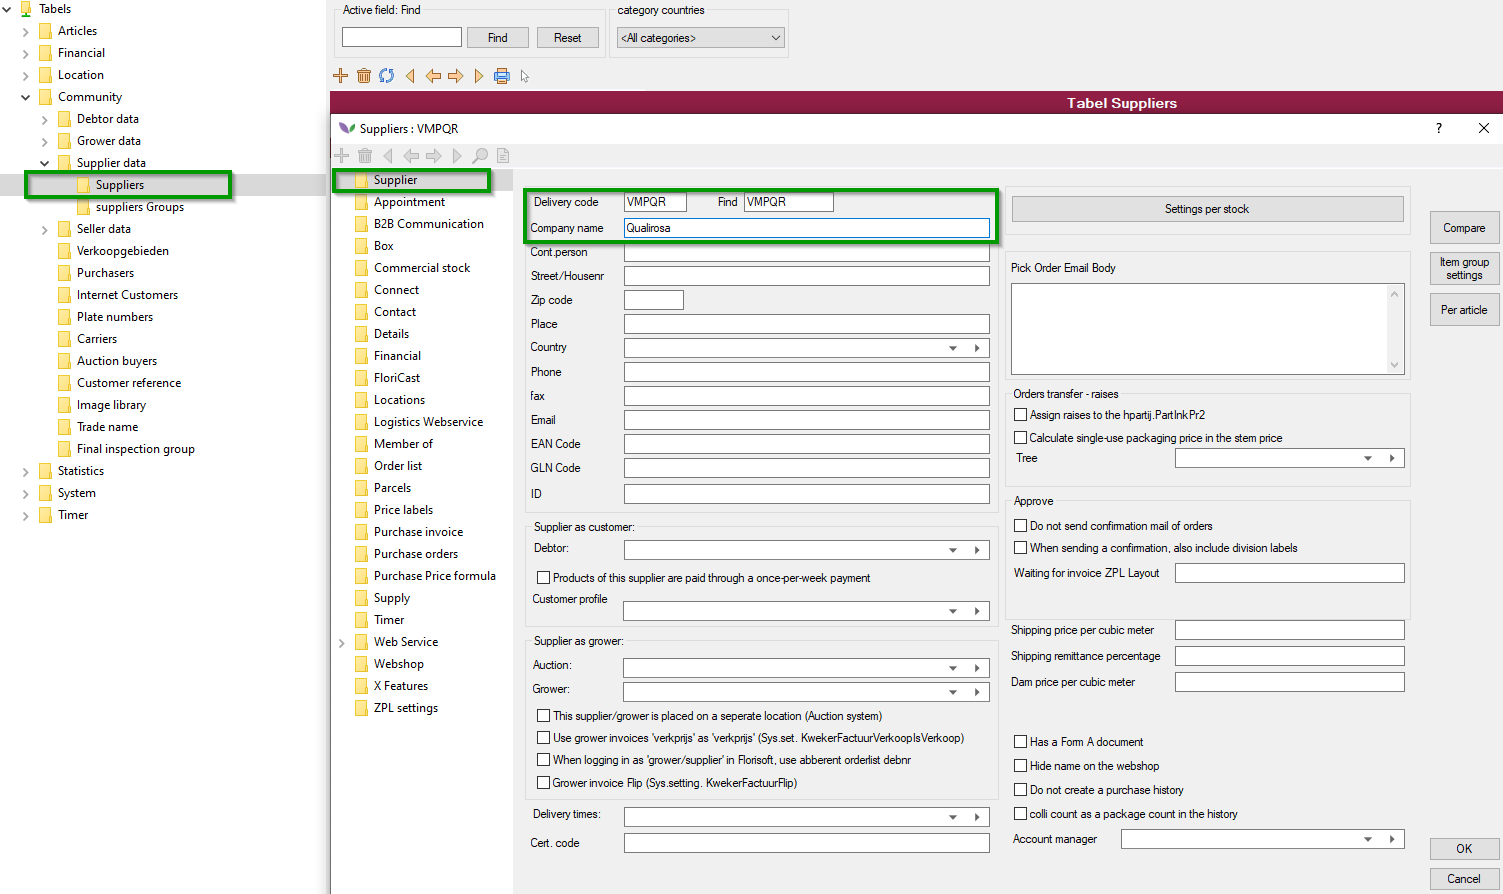 Tabels
Articles
Financial
Location
Community
Debtor data
Grower data
Supplier data
Suppliers
suppliers Groups
Seller data
Verkoopgebieden
Purchasers
Internet Customers
Plate numbers
Carriers
Auction buyers
Customer reference
Image library
Trade name
Final inspection group
Statistics
System
Timer
Active field: Find
Find
Reset
category countries
<All categories>
Tabel Suppliers
Suppliers : VMPQR
?
Supplier
Appointment
B2B Communication
Box
Commercial stock
Connect
Contact
Details
Financial
FloriCast
Locations
Logistics Webservice
Member of
Order list
Parcels
Price labels
Purchase invoice
Purchase orders
Purchase Price formula
Supply
Timer
Web Service
Webshop
X Features
ZPL settings
Delivery code VMPQR Find VMPQR
Company name Qualirosa
Cont.person
Street/Housenr
Zip code
Place
Country
Phone
fax
Email
EAN Code
GLN Code
ID
Supplier as customer:
Debtor:
Products of this supplier are paid through a once-per-week payment
Customer profile
Supplier as grower:
Auction:
Grower:
This supplier/grower is placed on a seperate location (Auction system)
Use grower invoices 'verkprijs' as 'verkprijs' (Sys.set. KwekerFactuurVerkoopIsVerkoop)
When logging in as 'grower/supplier' in Florisoft, use abberent orderlist debnr
Grower invoice Flip (Sys.setting. KwekerFactuurFlip)
Delivery times:
Cert. code
Settings per stock
Pick Order Email Body
Orders transfer - raises
Assign raises to the hpartij.PartInkPr2
Calculate single-use packaging price in the stem price
Tree
Approve
Do not send confirmation mail of orders
When sending a confirmation, also include division labels
Waiting for invoice ZPL Layout
Shipping price per cubic meter
Shipping remittance percentage
Dam price per cubic meter
Has a Form A document
Hide name on the webshop
Do not create a purchase history
colli count as a package count in the history
Account manager
Compare
Item group
settings
Per article
OK
Cancel